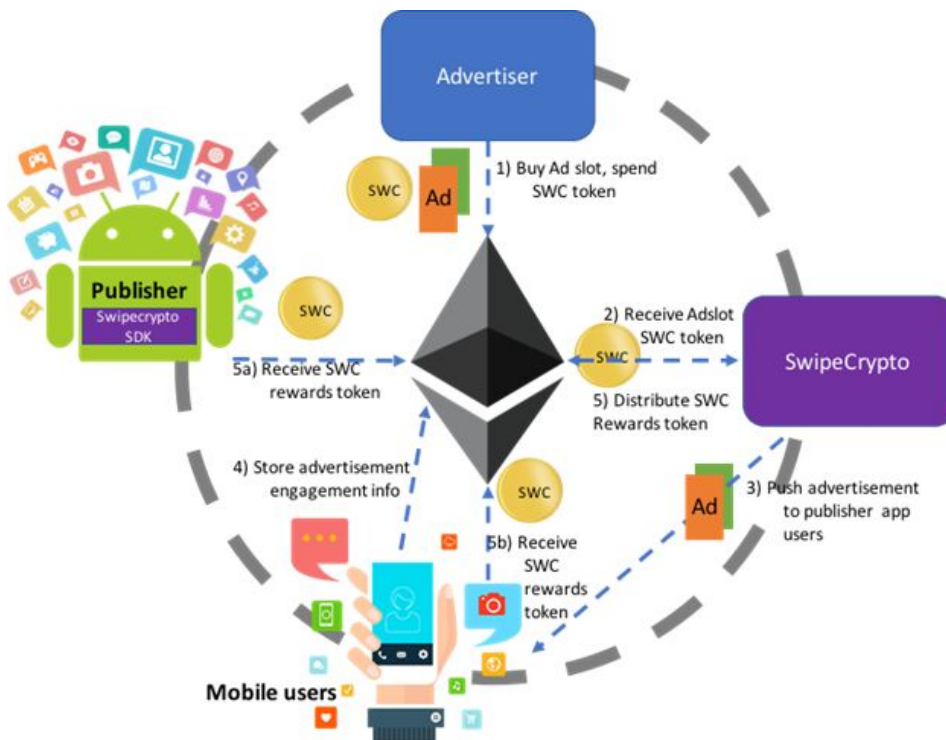 Advertiser
1) Buy Ad slot, spend
SWC token
SWC
Ad
Publisher
Swipecrypto
SDK
SWC
5a) Receive SWC
rewards token
2) Receive Adslot
SWC token
SWC
5) Distribute SWC
Rewards token
SwipeCrypto
4) Store advertisement
engagement info
SWC
Ad
3) Push advertisement
to publisher app
users
5b) Receive
SWC
rewards
token
Mobile users